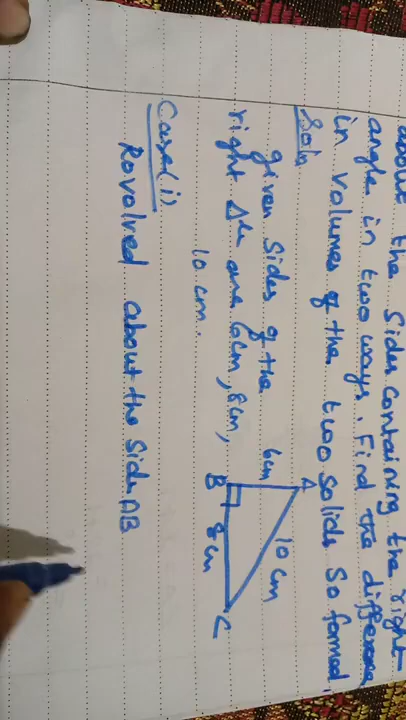 about the Sides containing the right
angle in two ways. Find the difference
in volumes of the two solids So formed.
Soln
given sides of the
right Δle are 6cm, 8cm,
10 cm.
A
6cm
10 cm
B
8cm
C
Case(i)
Rovolved about the Side AB